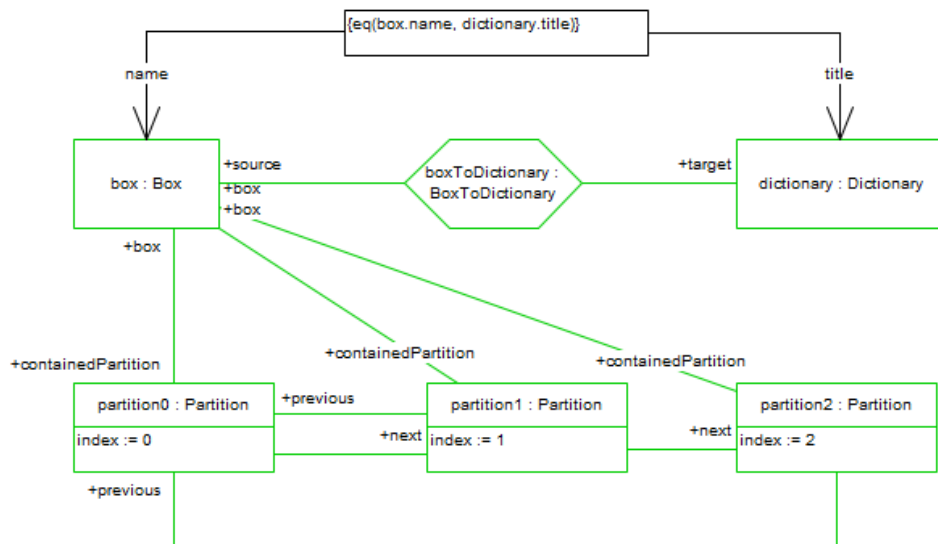 {eq(box.name, dictionary.title)}
name
title
+source
+box
+box
+box
box : Box
boxToDictionary :
BoxToDictionary
+target
dictionary : Dictionary
+containedPartition
+containedPartition
+containedPartition
partition0 : Partition
index := 0
+previous
+next
partition1 : Partition
index := 1
+next
partition2 : Partition
index := 2
+previous